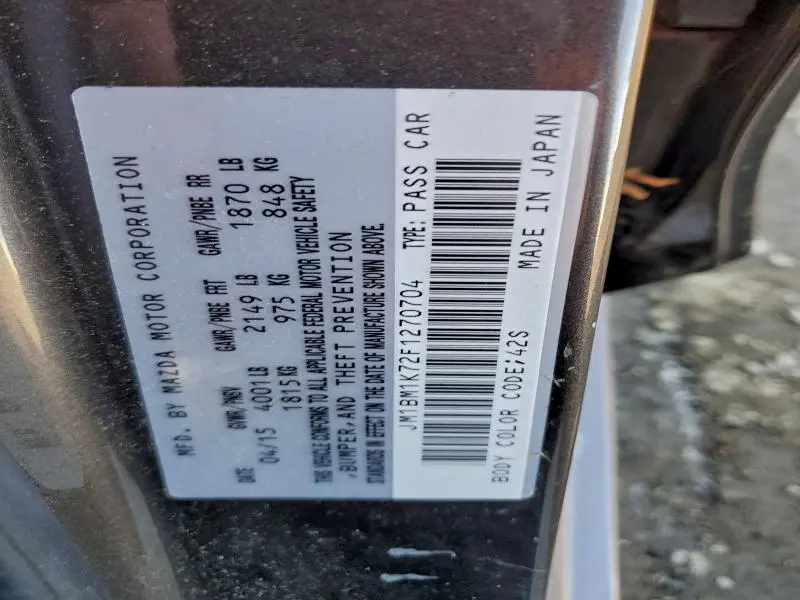 MFD. BY MAZDA MOTOR CORPORATION
DATE GVWR/PNBV GAWR/PNBE FRT GAWR/PNBE RR
04/15 4001 LB 2149 LB 1870 LB
1815 KG 975 KG 848 KG
THIS VEHICLE CONFORMS TO ALL APPLICABLE FEDERAL MOTOR VEHICLE SAFETY
,BUMPER,AND THEFT PREVENTION
STANDARDS IN EFFECT ON THE DATE OF MANUFACTURE SHOWN ABOVE.
JM1BM1K72F1270704 TYPE: PASS CAR
BODY COLOR CODE:42S MADE IN JAPAN